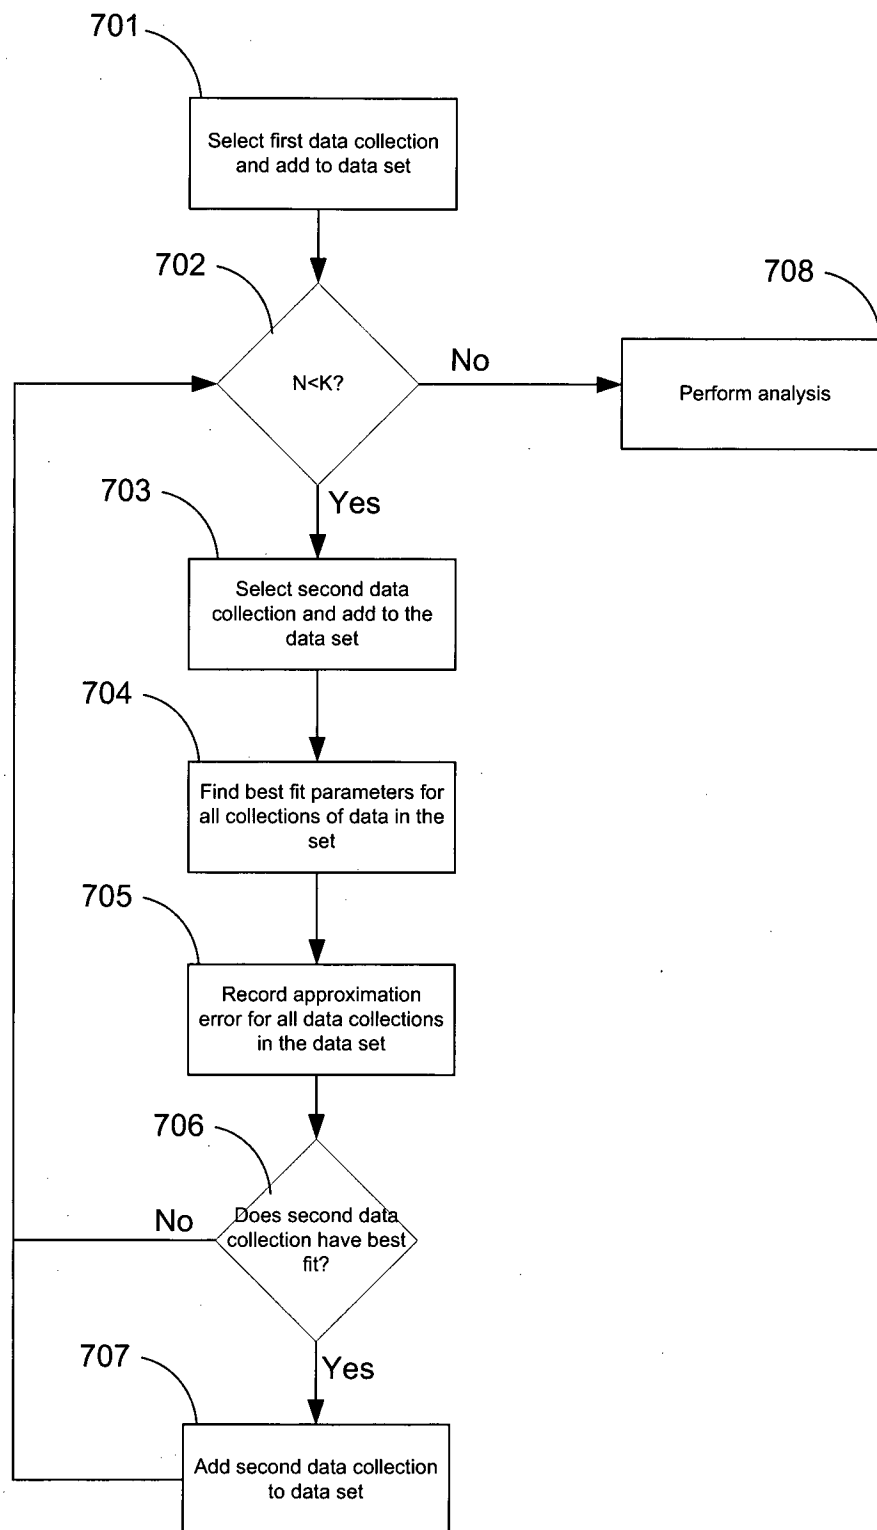 701
Select first data collection
and add to data set
702
708
N<K?
No
Perform analysis
703
Yes
Select second data
collection and add to the
data set
704
Find best fit parameters for
all collections of data in the
set
705
Record approximation
error for all data collections
in the data set
706
No
Does second data
collection have best
fit?
707
Yes
Add second data collection
to data set